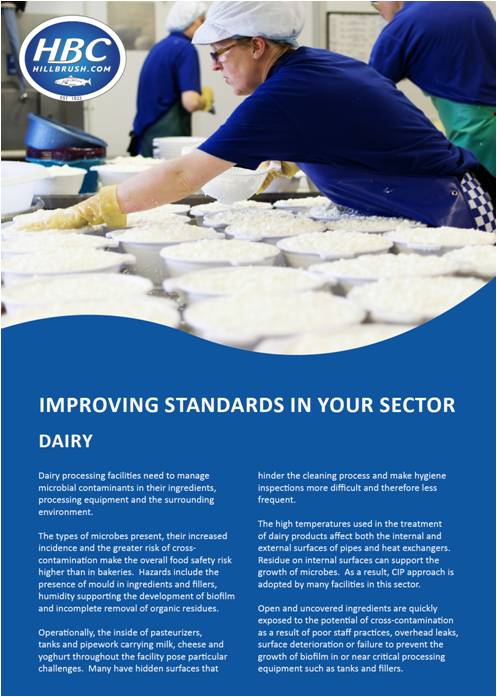 HBC
HILLBRUSH.COM
EST 1922
IMPROVING STANDARDS IN YOUR SECTOR
DAIRY
Dairy processing facilities need to manage
microbial contaminants in their ingredients,
processing equipment and the surrounding
environment.
The types of microbes present, their increased
incidence and the greater risk of cross-
contamination make the overall food safety risk
higher than in bakeries.  Hazards include the
presence of mould in ingredients and fillers,
humidity supporting the development of biofilm
and incomplete removal of organic residues.
Operationally, the inside of pasteurizers,
tanks and pipework carrying milk, cheese and
yoghurt throughout the facility pose particular
challenges.  Many have hidden surfaces that
hinder the cleaning process and make hygiene
inspections more difficult and therefore less
frequent.
The high temperatures used in the treatment
of dairy products affect both the internal and
external surfaces of pipes and heat exchangers.
Residue on internal surfaces can support the
growth of microbes.  As a result, CIP approach is
adopted by many facilities in this sector.
Open and uncovered ingredients are quickly
exposed to the potential of cross-contamination
as a result of poor staff practices, overhead leaks,
surface deterioration or failure to prevent the
growth of biofilm in or near critical processing
equipment such as tanks and fillers.